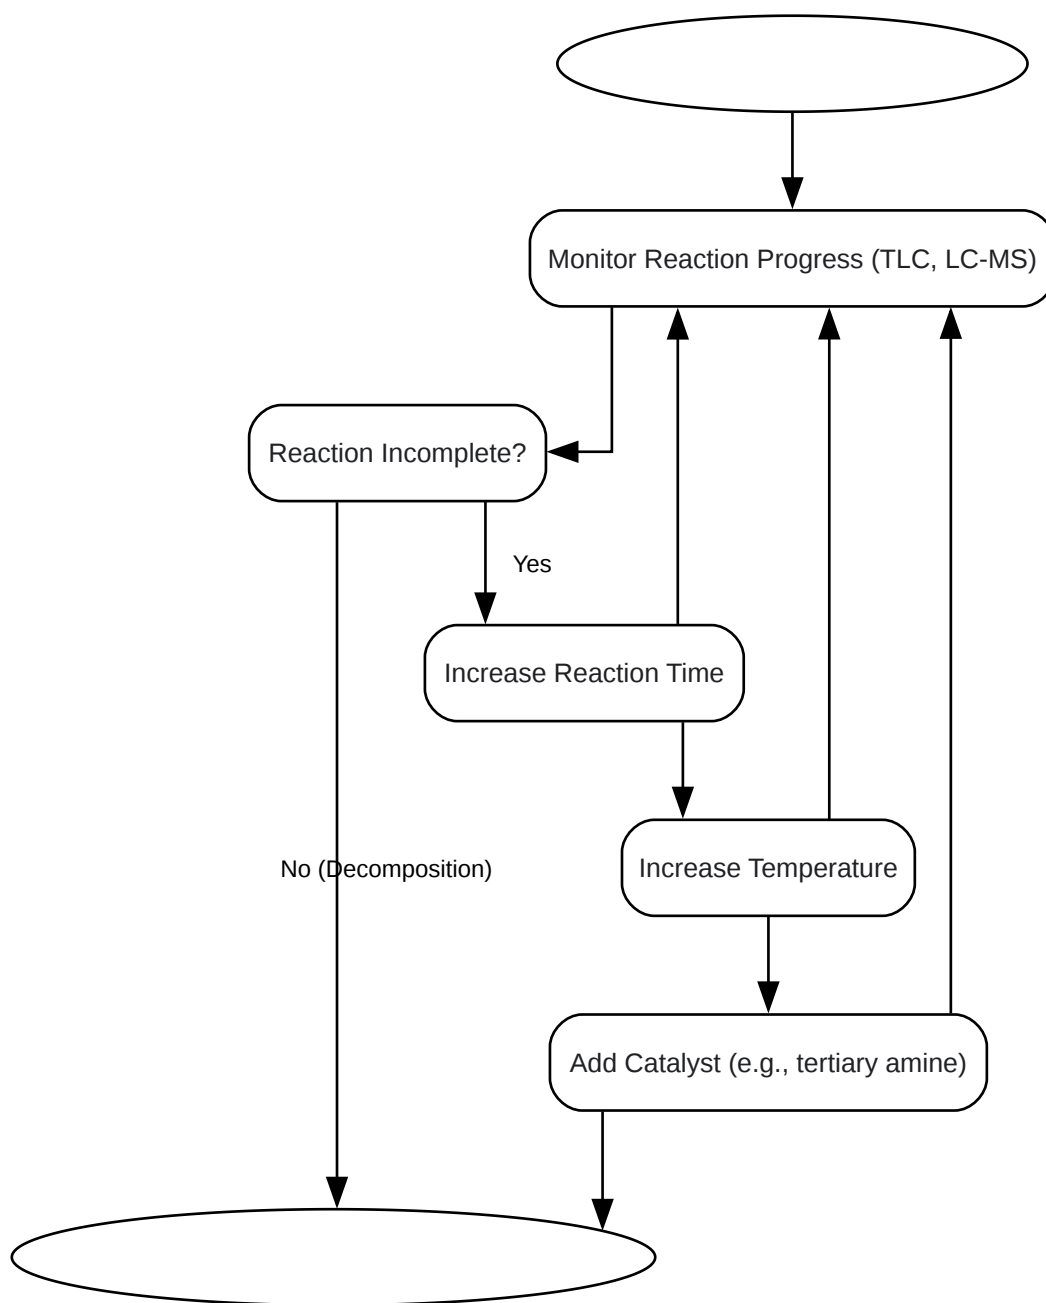 Monitor Reaction Progress (TLC, LC-MS)
Reaction Incomplete?
Yes
Increase Reaction Time
No (Decomposition)
Increase Temperature
Add Catalyst (e.g., tertiary amine)